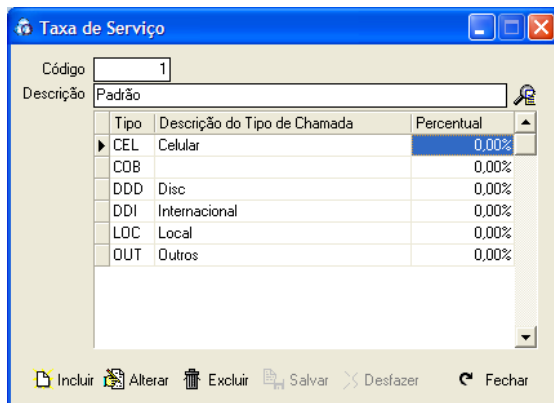 Taxa de Serviço
Código 1
Descrição Padrão
Tipo Descrição do Tipo de Chamada Percentual
CEL Celular 0,00%
COB 0,00%
DDD Disc 0,00%
DDI Internacional 0,00%
LOC Local 0,00%
OUT Outros 0,00%
Incluir Alterar Excluir Salvar Desfazer Fechar